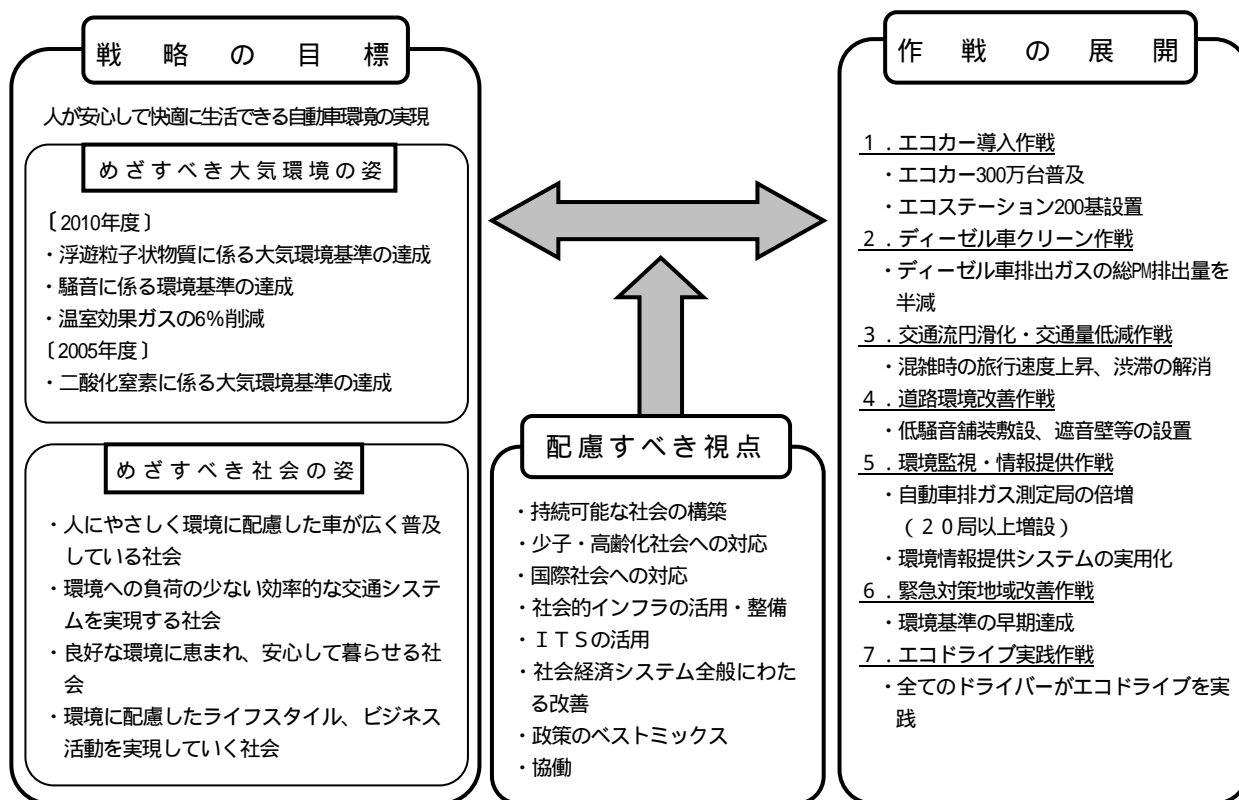 戦略の目標
人が安心して快適に生活できる自動車環境の実現
めざすべき大気環境の姿
〔2010年度〕
・浮遊粒子状物質に係る大気環境基準の達成
・騒音に係る環境基準の達成
・温室効果ガスの6%削減
〔2005年度〕
・二酸化窒素に係る大気環境基準の達成
めざすべき社会の姿
・人にやさしく環境に配慮した車が広く普及
している社会
・環境への負荷の少ない効率的な交通システ
ムを実現する社会
・良好な環境に恵まれ、安心して暮らせる社
会
・環境に配慮したライフスタイル、ビジネス
活動を実現していく社会
配慮すべき視点
・持続可能な社会の構築
・少子・高齢化社会への対応
・国際社会への対応
・社会的インフラの活用・整備
・ITSの活用
・社会経済システム全般にわた
る改善
・政策のベストミックス
・協働
作戦の展開
1.エコカー導入作戦
・エコカー300万台普及
・エコステーション200基設置
2.ディーゼル車クリーン作戦
・ディーゼル車排出ガスの総PM排出量を
半減
3.交通流円滑化・交通量低減作戦
・混雑時の旅行速度上昇、渋滞の解消
4.道路環境改善作戦
・低騒音舗装敷設、遮音壁等の設置
5.環境監視・情報提供作戦
・自動車排ガス測定局の倍増
(20局以上増設)
・環境情報提供システムの実用化
6.緊急対策地域改善作戦
・環境基準の早期達成
7.エコドライブ実践作戦
・全てのドライバーがエコドライブを実
践